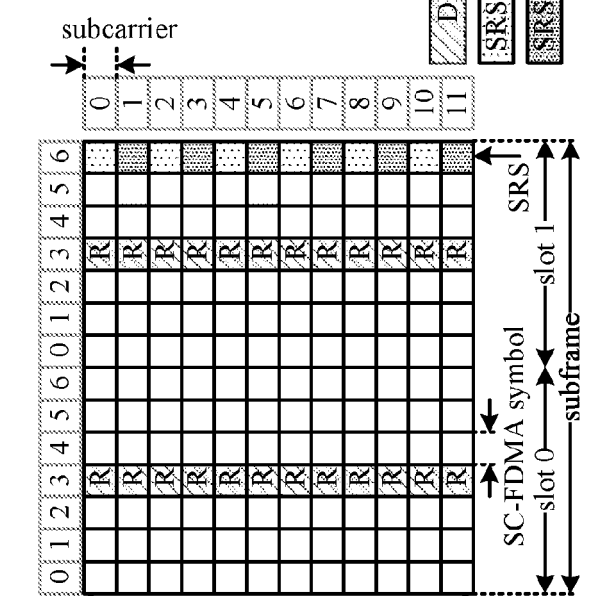 subcarrier
D
SRS
SRS
0 1 2 3 4 5 6 7 8 9 10 11
6
5
4
3 R R R R R R R R R R R R
2
1
0
6
5
4
3 R R R R R R R R R R R R
2
1
0
SRS
slot 1
subframe
SC-FDMA symbol
slot 0